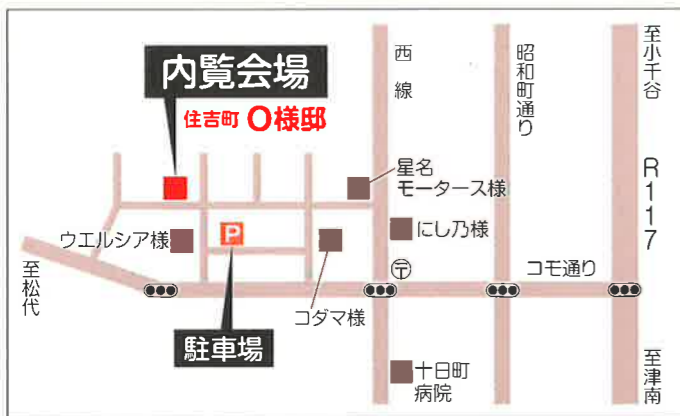 内覧会場
住吉町 O様邸
西線
昭和町通り
至小千谷
R117
星名
モータース様
ウエルシア様
P
にし乃様
〒
コモ通り
至松代
コダマ様
駐車場
十日町
病院
至津南